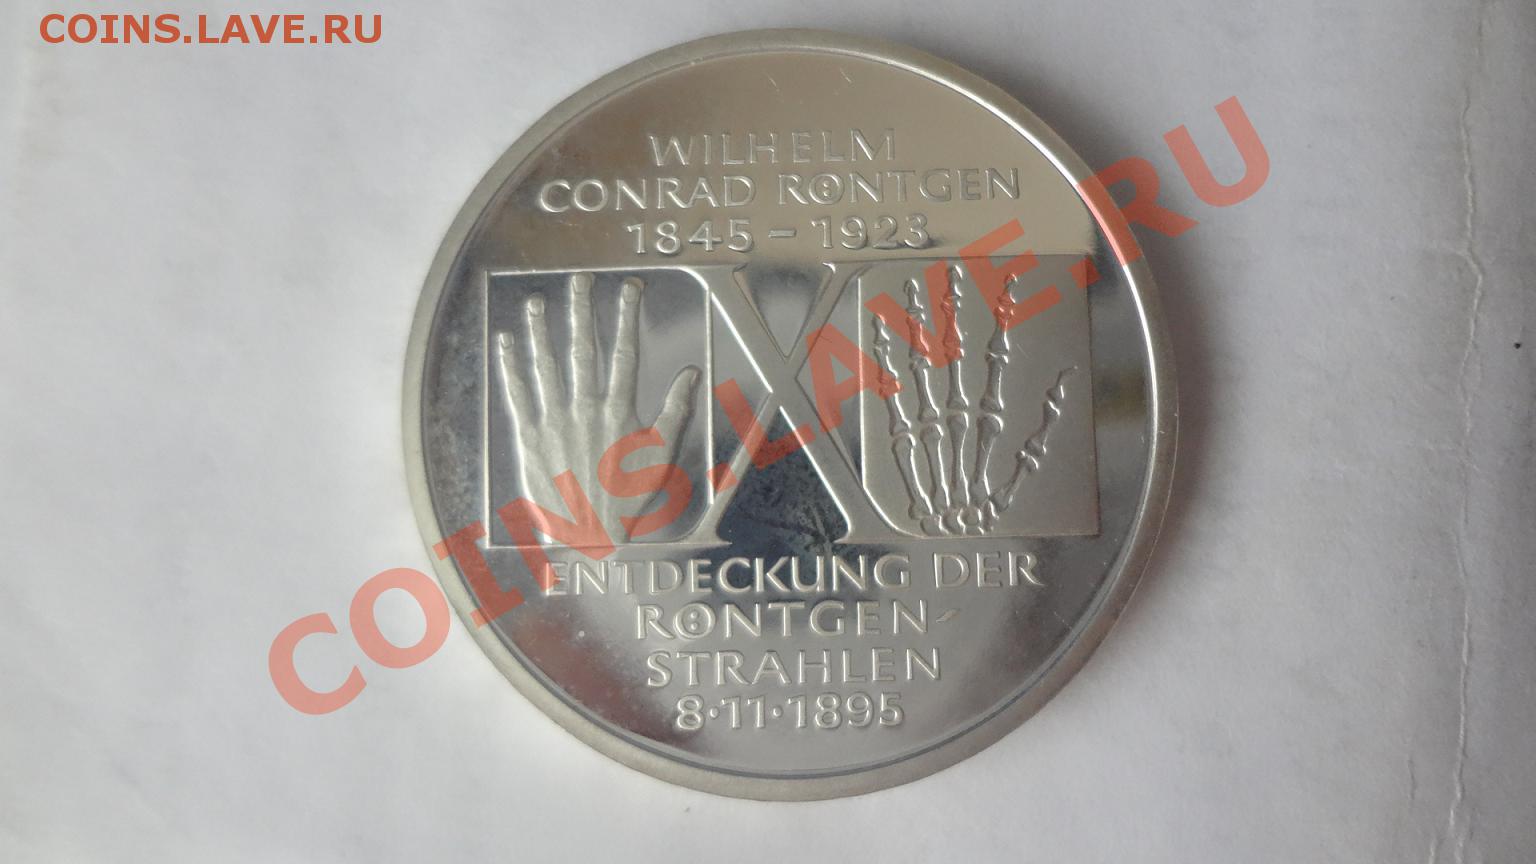 COINS.LAVE.RU
WILHELM
CONRAD RÖNTGEN
1845 – 1923
X
ENTDECKUNG DER
RÖNTGEN-
STRAHLEN
8·11·1895
COINS.LAVE.RU